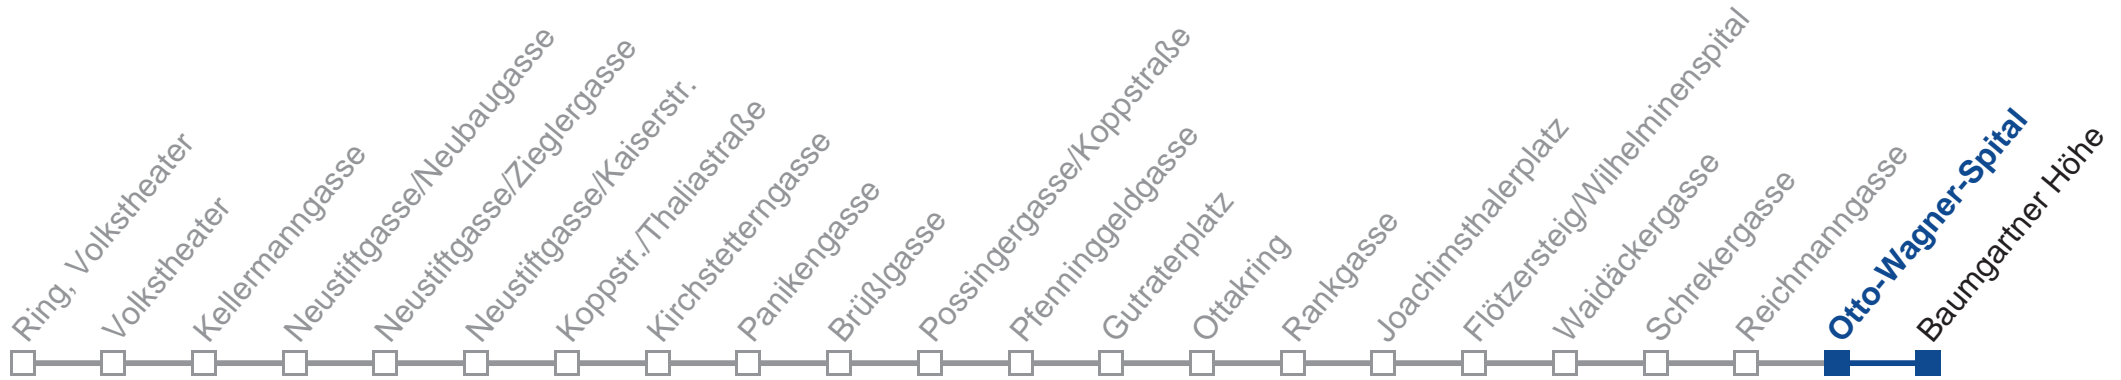 Ring, Volkstheater
Volkstheater
Kellermanngasse
Neustiftgasse/Neubaugasse
Neustiftgasse/Zieglergasse
Neustiftgasse/Kaiserstr.
Koppstr./Thaliastraße
Kirchstetterngasse
Panikengasse
Brüßlgasse
Possingergasse/Koppstraße
Pfenninggeldgasse
Gutraterplatz
Ottakring
Rankgasse
Joachimsthalerplatz
Flötzersteig/Wilhelminenspital
Waidäckergasse
Schrekergasse
Reichmanngasse
Otto-Wagner-Spital
Baumgartner Höhe